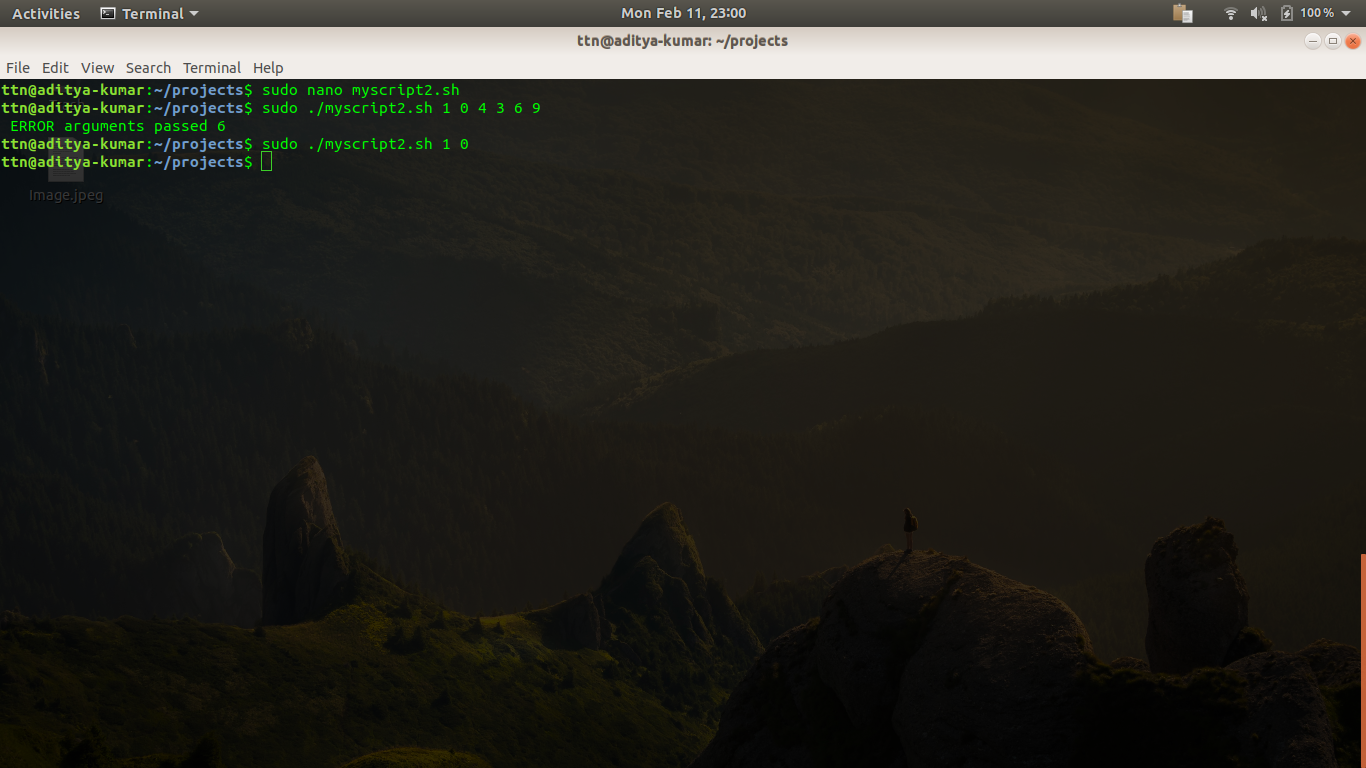 Activities Terminal Mon Feb 11, 23:00 100 %
ttn@aditya-kumar: ~/projects
File Edit View Search Terminal Help
ttn@aditya-kumar:~/projects$ sudo nano myscript2.sh
ttn@aditya-kumar:~/projects$ sudo ./myscript2.sh 1 0 4 3 6 9
ERROR arguments passed 6
ttn@aditya-kumar:~/projects$ sudo ./myscript2.sh 1 0
ttn@aditya-kumar:~/projects$
Image.jpeg